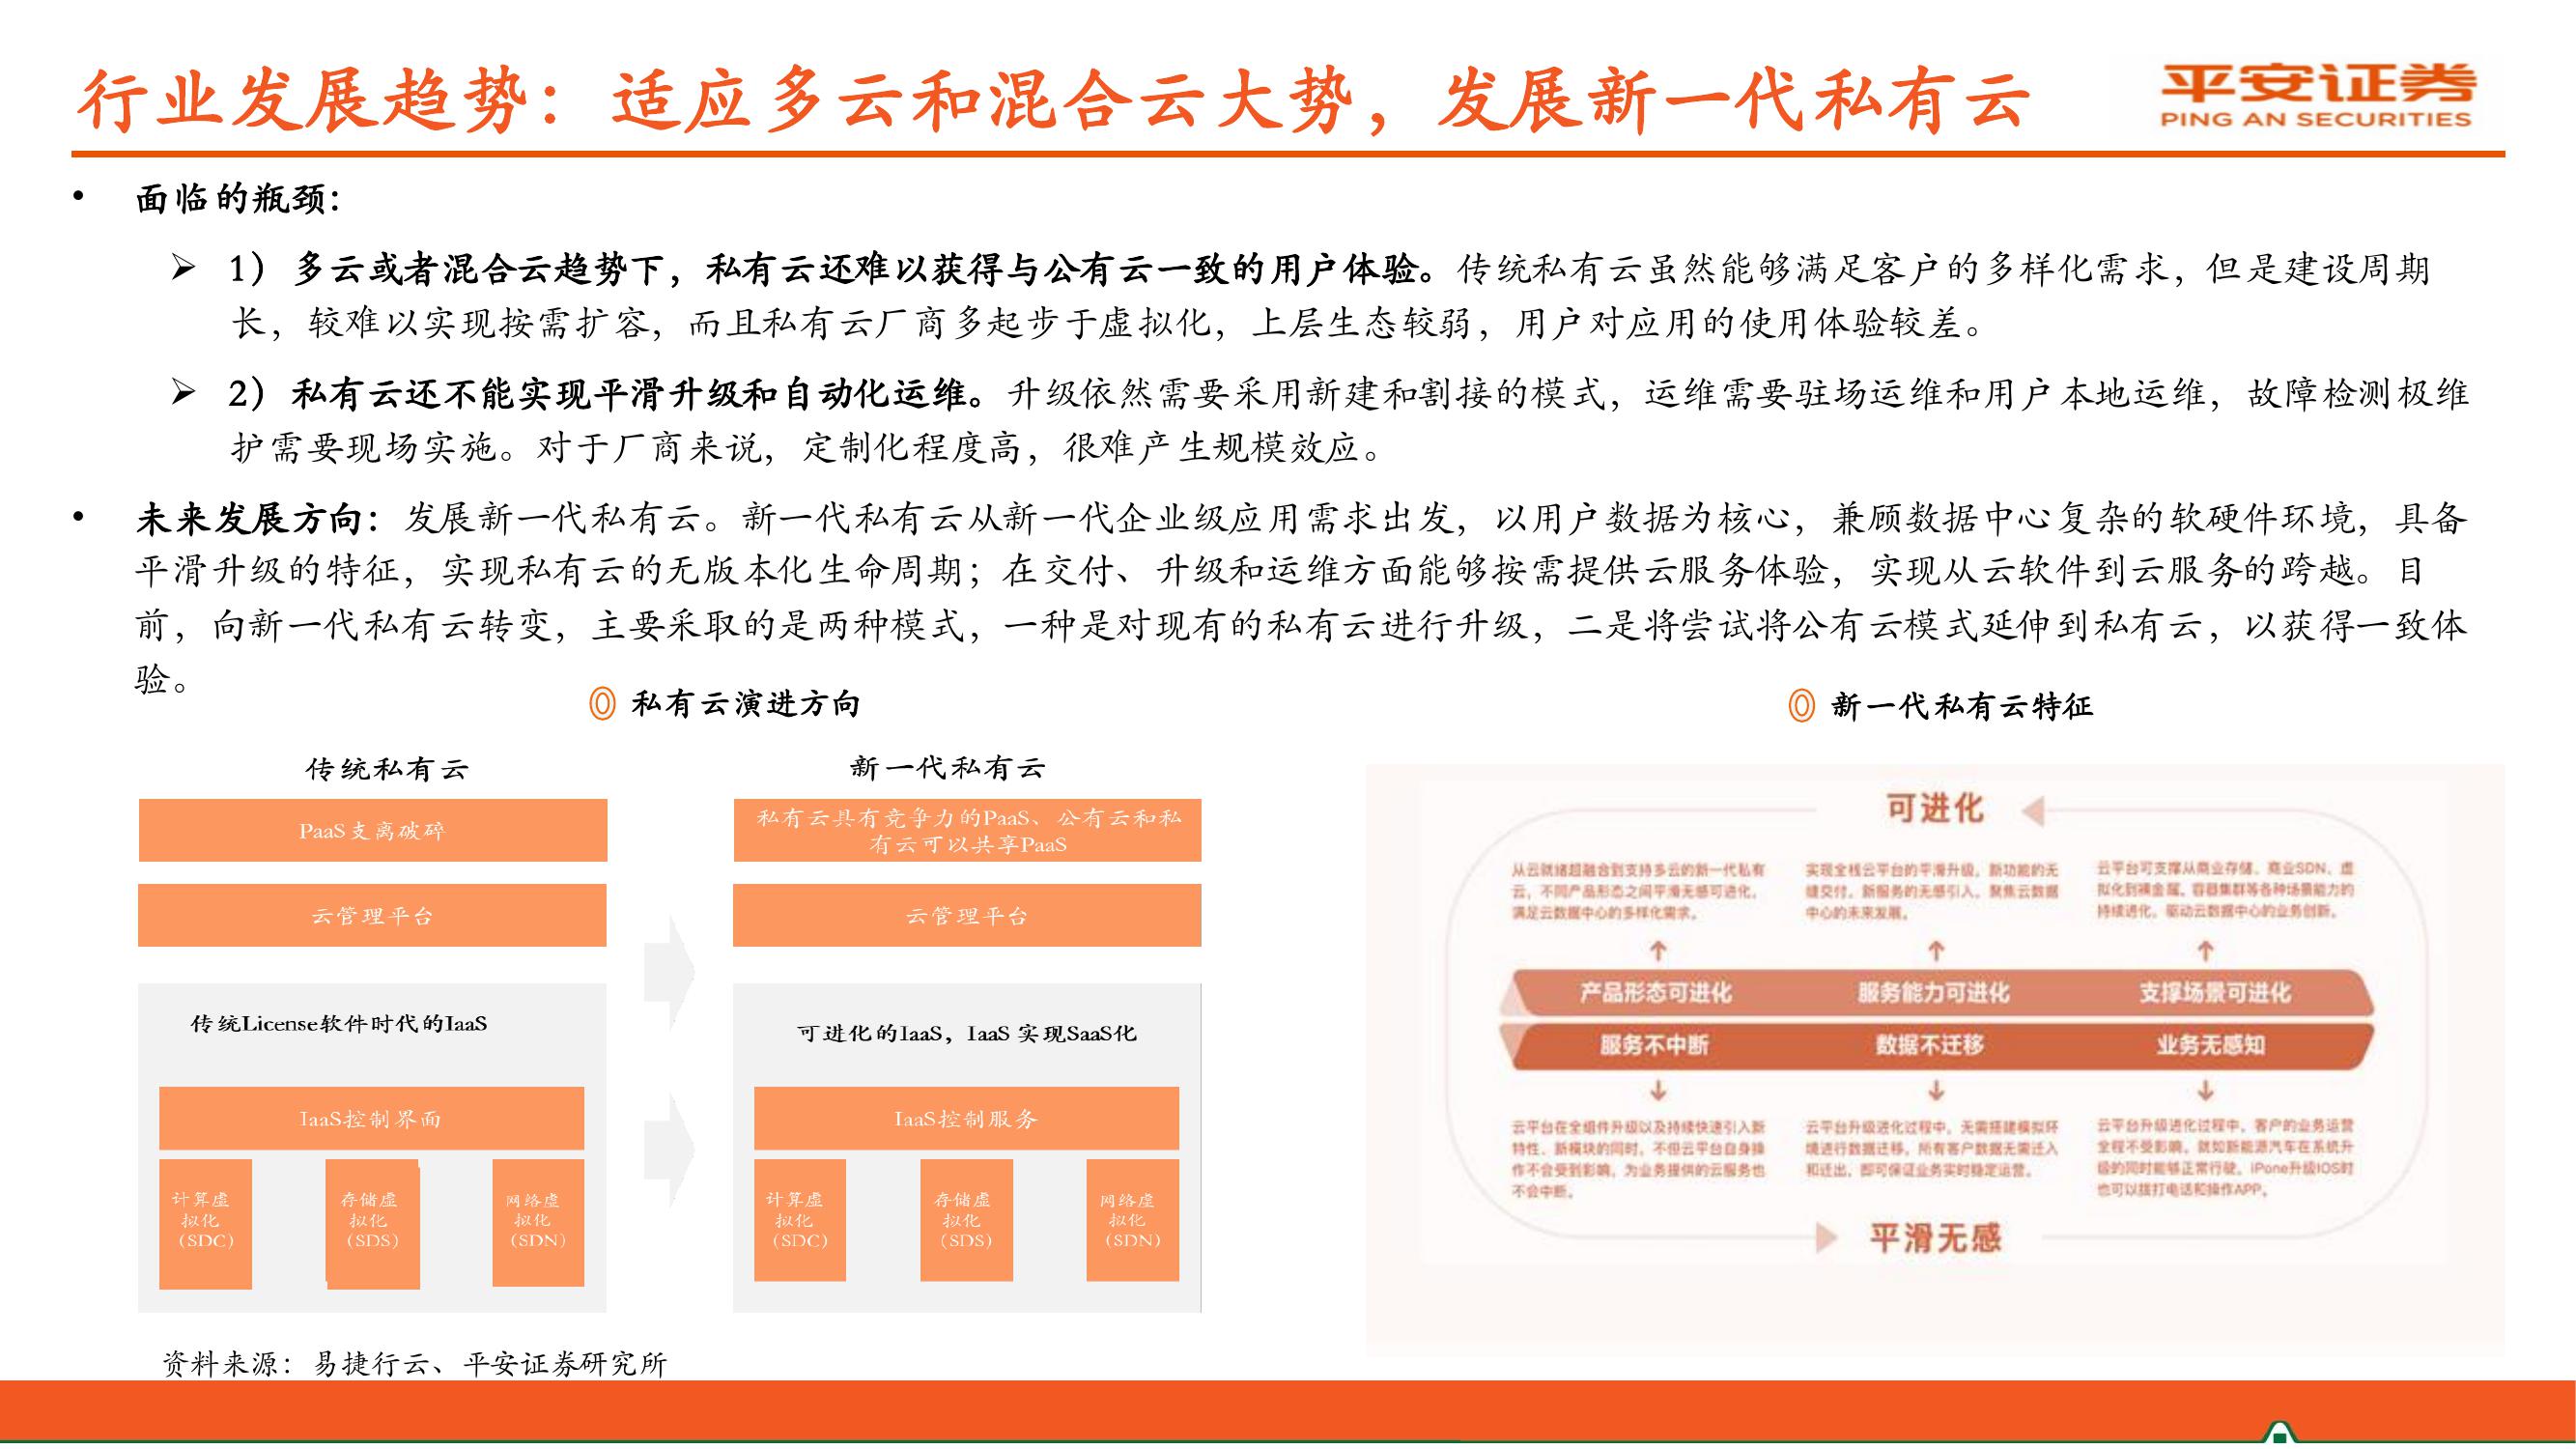 行业发展趋势：适应多云和混合云大势，发展新一代私有云
平安证券
PING AN SECURITIES
• 面临的瓶颈：
➢ 1） 多云或者混合云趋势下，私有云还难以获得与公有云一致的用户体验。传统私有云虽然能够满足客户的多样化需求，但是建设周期
长，较难以实现按需扩容，而且私有云厂商多起步于虚拟化，上层生态较弱，用户对应用的使用体验较差。
➢ 2）私有云还不能实现平滑升级和自动化运维。升级依然需要采用新建和割接的模式，运维需要驻场运维和用户本地运维，故障检测极维
护需要现场实施。对于厂商来说，定制化程度高，很难产生规模效应。
• 未来发展方向：发展新一代私有云。新一代私有云从新一代企业级应用需求出发，以用户数据为核心，兼顾数据中心复杂的软硬件环境，具备
平滑升级的特征，实现私有云的无版本化生命周期；在交付、升级和运维方面能够按需提供云服务体验，实现从云软件到云服务的跨越。目
前，向新一代私有云转变，主要采取的是两种模式，一种是对现有的私有云进行升级，二是将尝试将公有云模式延伸到私有云，以获得一致体
验。
私有云演进方向
传统私有云
PaaS支离破碎
云管理平台
传统License软件时代的IaaS
IaaS控制界面
计算虚
拟化
（SDC）
存储虚
拟化
（SDS）
网络虚
拟化
（SDN）
新一代私有云
私有云具有竞争力的PaaS、公有云和私
有云可以共享PaaS
云管理平台
可进化的IaaS，IaaS 实现SaaS化
IaaS控制服务
计算虚
拟化
（SDC）
存储虚
拟化
（SDS）
网络虚
拟化
（SDN）
新一代私有云特征
可进化
从云就绪超融合到支持多云的新一代私有
云，不同产品形态之间平滑无感可进化，
满足云数据中心的多样化需求。
实现全栈云平台的平滑升级，新功能的无
缝交付，新服务的无感引入，聚焦云数据
中心的未来发展。
云平台可支撑从商业存储、商业SDN、虚
拟化到裸金属、容器集群等各种场景能力的
持续进化，驱动云数据中心的业务创新。
产品形态可进化
服务能力可进化
支撑场景可进化
服务不中断
数据不迁移
业务无感知
云平台在全组件升级以及持续快速引入新
特性、新模块的同时，不但云平台自身操
作不会受到影响，为业务提供的云服务也
不会中断。
云平台升级进化过程中，无需搭建模拟环
境进行数据迁移，所有客户数据无需迁入
和迁出，即可保证业务实时稳定运营。
云平台升级进化过程中，客户的业务运营
全程不受影响，就如新能源汽车在系统升
级的同时能够正常行驶，iPone升级IOS时
也可以拨打电话和操作APP。
平滑无感
资料来源：易捷行云、平安证券研究所